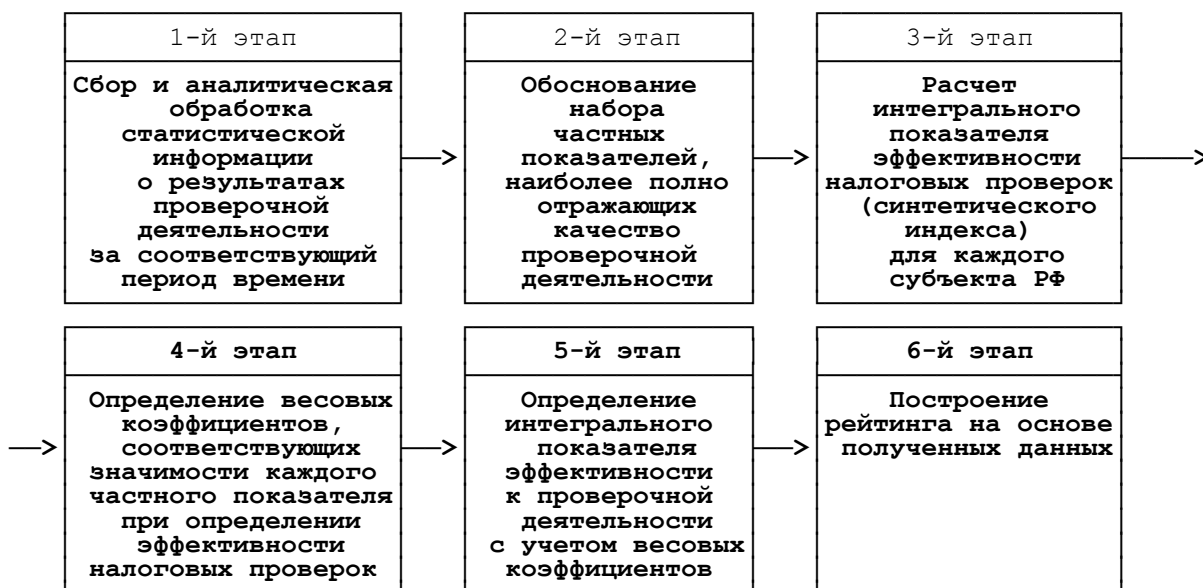 1-й этап
Сбор и аналитическая
обработка
статистической
информации
о результатах
проверочной
деятельности
за соответствующий
период времени
2-й этап
Обоснование
набора
частных
показателей,
наиболее полно
отражающих
качество
проверочной
деятельности
3-й этап
Расчет
интегрального
показателя
эффективности
налоговых проверок
(синтетического
индекса)
для каждого
субъекта РФ
4-й этап
Определение весовых
коэффициентов,
соответствующих
значимости каждого
частного показателя
при определении
эффективности
налоговых проверок
5-й этап
Определение
интегрального
показателя
эффективности
к проверочной
деятельности
с учетом весовых
коэффициентов
6-й этап
Построение
рейтинга на основе
полученных данных